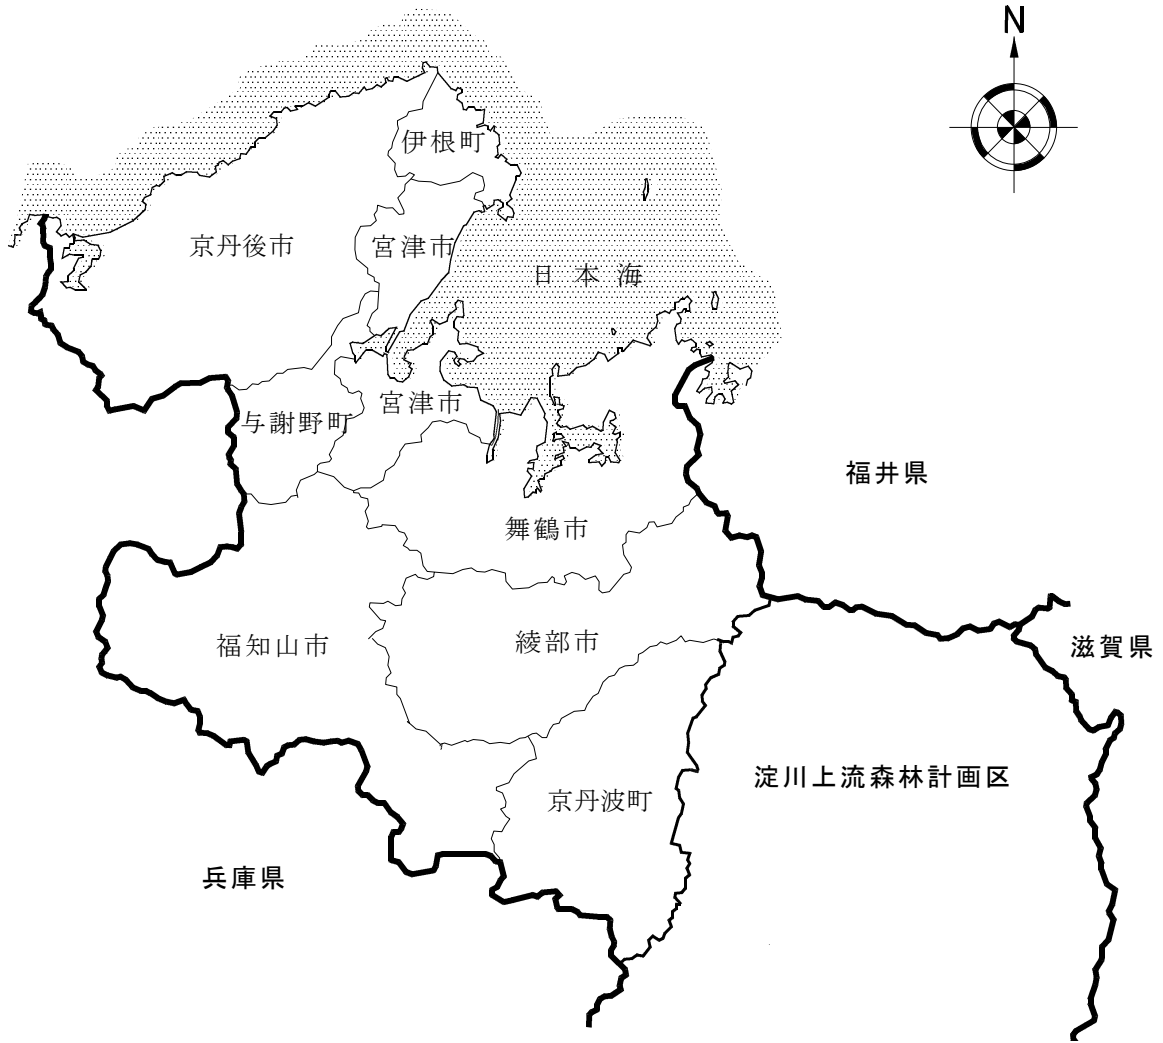 N
伊根町
京丹後市
宮津市
日本海
与謝野町
宮津市
福井県
舞鶴市
福知山市
綾部市
滋賀県
淀川上流森林計画区
京丹波町
兵庫県